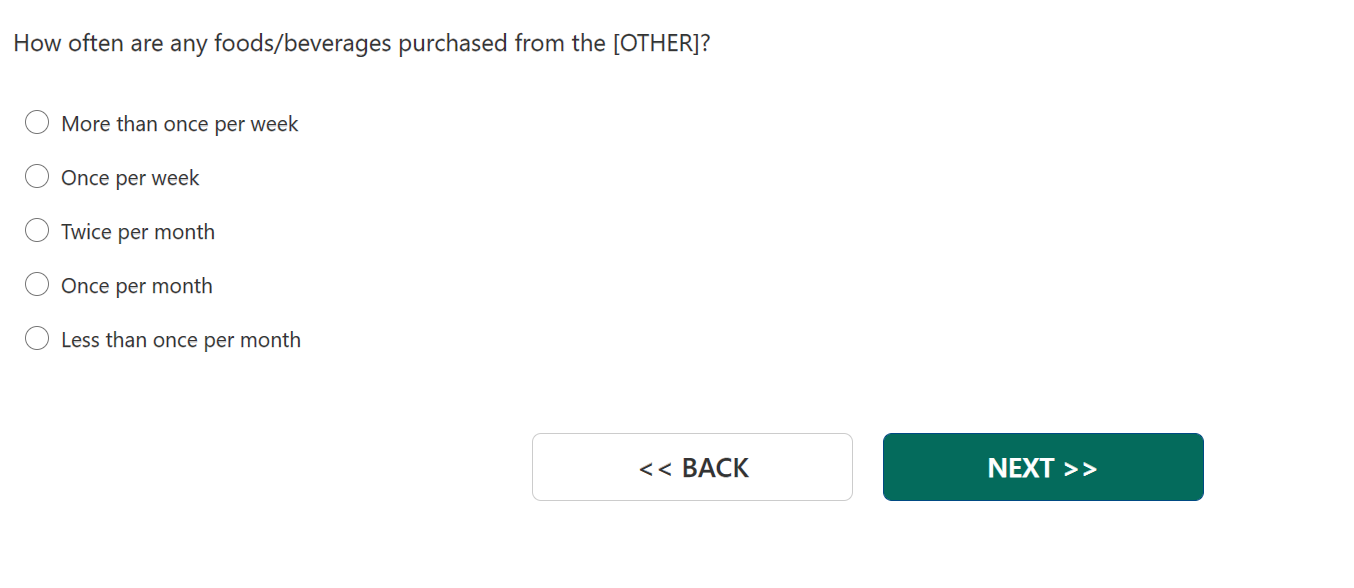 How often are any foods/beverages purchased from the [OTHER]?
More than once per week
Once per week
Twice per month
Once per month
Less than once per month
<< BACK
NEXT >>